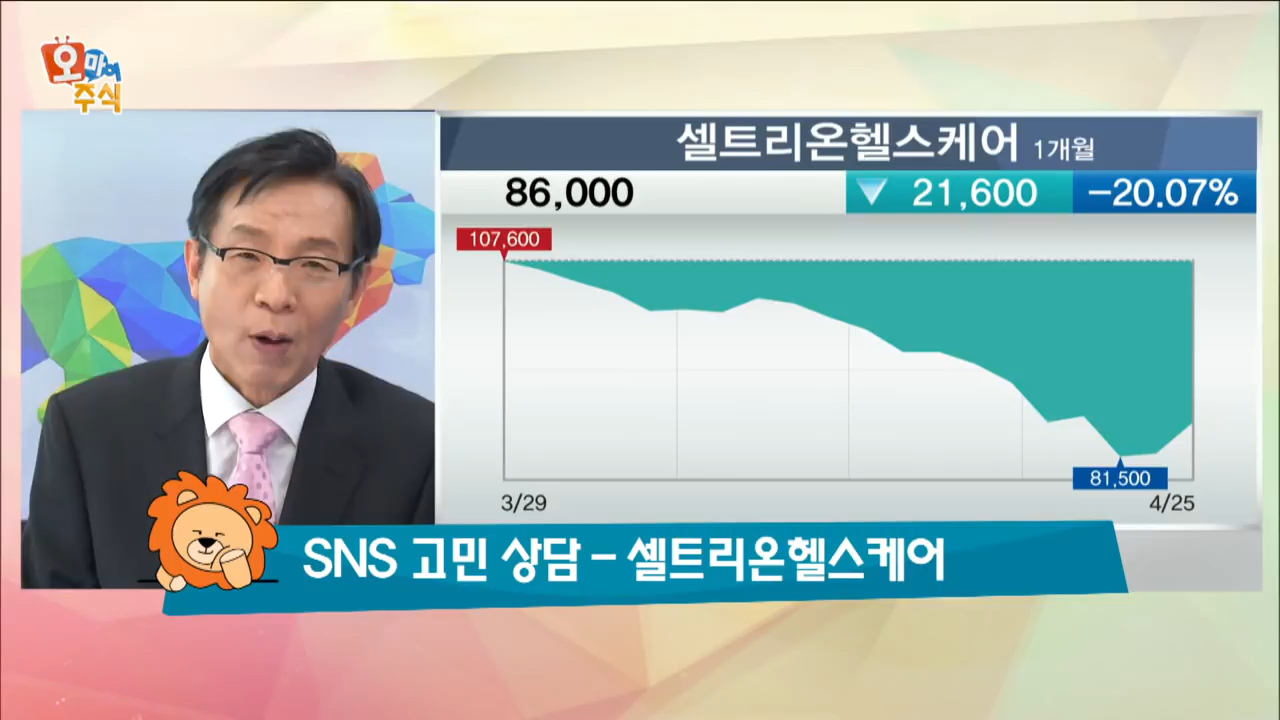 오 마이
주식
셀트리온헬스케어 1개월
86,000 ▼ 21,600 -20.07%
107,600
81,500
3/29 4/25
SNS 고민 상담 - 셀트리온헬스케어